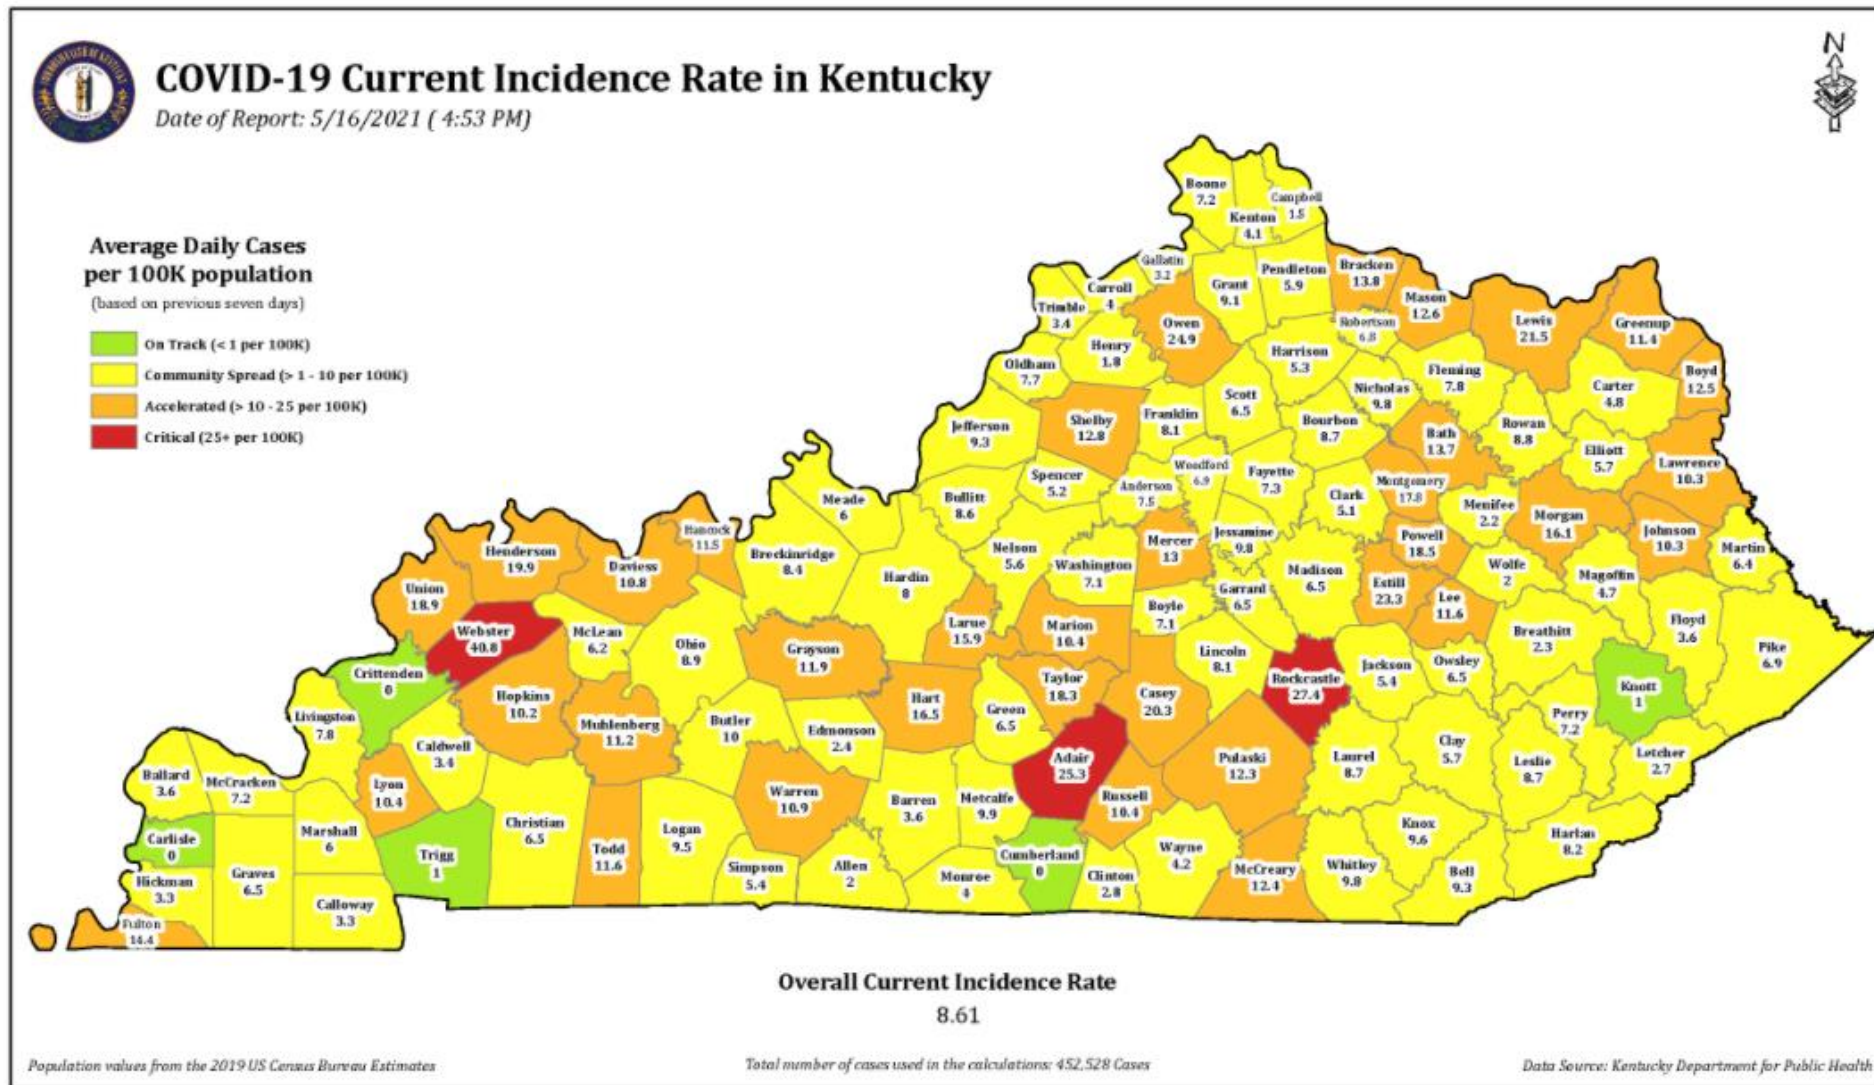 COVID-19 Current Incidence Rate in Kentucky
Date of Report: 5/16/2021 ( 4:53 PM)
N
Average Daily Cases
per 100K population
(based on previous seven days)
On Track (< 1 per 100K)
Community Spread (> 1 - 10 per 100K)
Accelerated (> 10 - 25 per 100K)
Critical (25+ per 100K)
Boone
7.2
Kenton
4.1
Campbell
1.5
Gallatin
3.2
Grant
9.1
Pendleton
5.9
Bracken
13.8
Mason
12.6
Lewis
21.5
Greenup
11.4
Boyd
12.5
Carroll
4
Trimble
3.4
Owen
24.9
Robertson
6.8
Henry
1.8
Harrison
5.3
Oldham
7.7
Fleming
7.8
Nicholas
9.8
Carter
4.8
Scott
6.5
Shelby
12.8
Franklin
8.1
Jefferson
9.3
Bourbon
8.7
Bath
13.7
Rowan
8.8
Elliott
5.7
Lawrence
10.3
Woodford
6.9
Fayette
7.3
Spencer
5.2
Anderson
7.5
Montgomery
17.8
Clark
5.1
Menifee
2.2
Meade
6
Bullitt
8.6
Morgan
16.1
Johnson
10.3
Martin
6.4
Hancock
11.5
Jessamine
9.8
Mercer
13
Powell
18.5
Nelson
5.6
Washington
7.1
Henderson
19.9
Daviess
10.8
Breckinridge
8.4
Hardin
8
Madison
6.5
Wolfe
2
Magoffin
4.7
Union
18.9
Estill
23.3
Garrard
6.5
Lee
11.6
Boyle
7.1
Larue
15.9
Marion
10.4
Webster
40.8
McLean
6.2
Ohio
8.9
Grayson
11.9
Lincoln
8.1
Breathitt
2.3
Floyd
3.6
Pike
6.9
Crittenden
0
Rockcastle
27.4
Jackson
5.4
Owsley
6.5
Taylor
18.3
Casey
20.3
Knott
1
Hopkins
10.2
Hart
16.5
Green
6.5
Livingston
7.8
Muhlenberg
11.2
Butler
10
Edmonson
2.4
Perry
7.2
Caldwell
3.4
Adair
25.3
Pulaski
12.3
Laurel
8.7
Clay
5.7
Leslie
8.7
Letcher
2.7
Ballard
3.6
McCracken
7.2
Lyon
10.4
Warren
10.9
Barren
3.6
Metcalfe
9.9
Russell
10.4
Carlisle
0
Marshall
6
Christian
6.5
Logan
9.5
Knox
9.6
Harlan
8.2
Trigg
1
Todd
11.6
Cumberland
0
Wayne
4.2
Simpson
5.4
Allen
2
Monroe
4
Clinton
2.8
McCreary
12.4
Whitley
9.8
Bell
9.3
Hickman
3.3
Graves
6.5
Calloway
3.3
Fulton
14.4
Overall Current Incidence Rate
8.61
Population values from the 2019 US Census Bureau Estimates
Total number of cases used in the calculations: 452,528 Cases
Data Source: Kentucky Department for Public Health